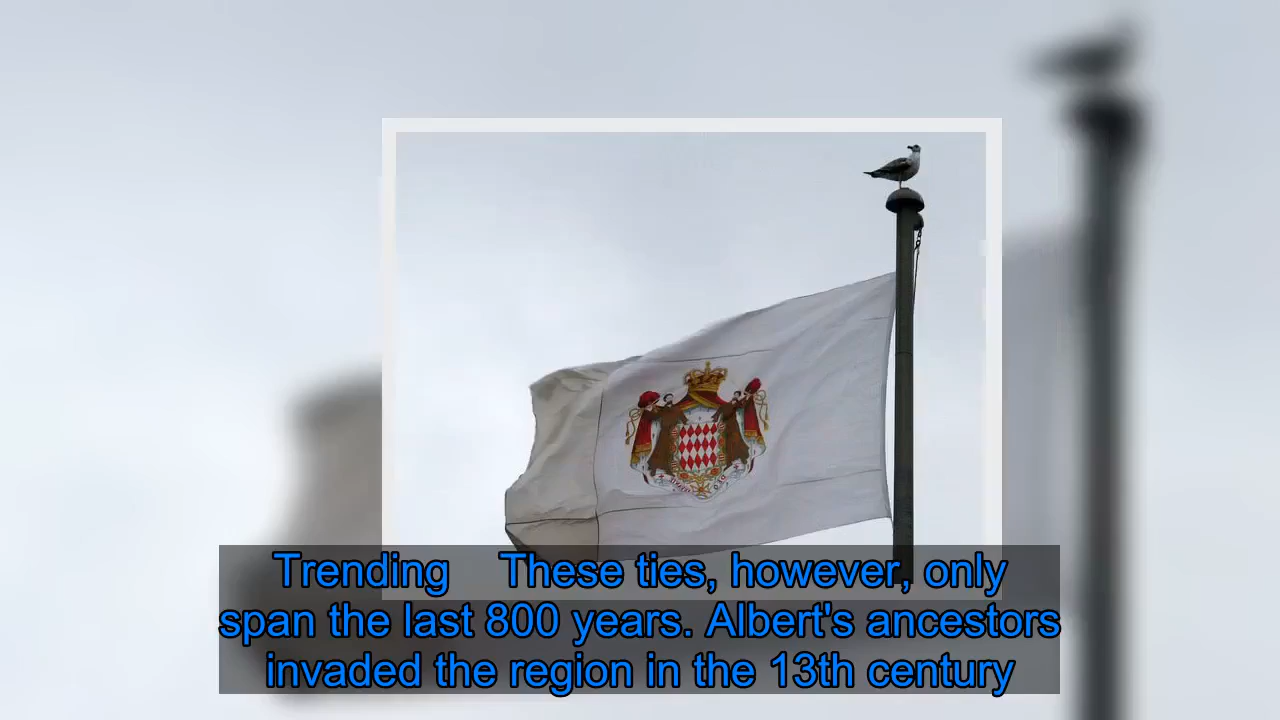 Trending These ties, however, only
span the last 800 years. Albert's ancestors
invaded the region in the 13th century